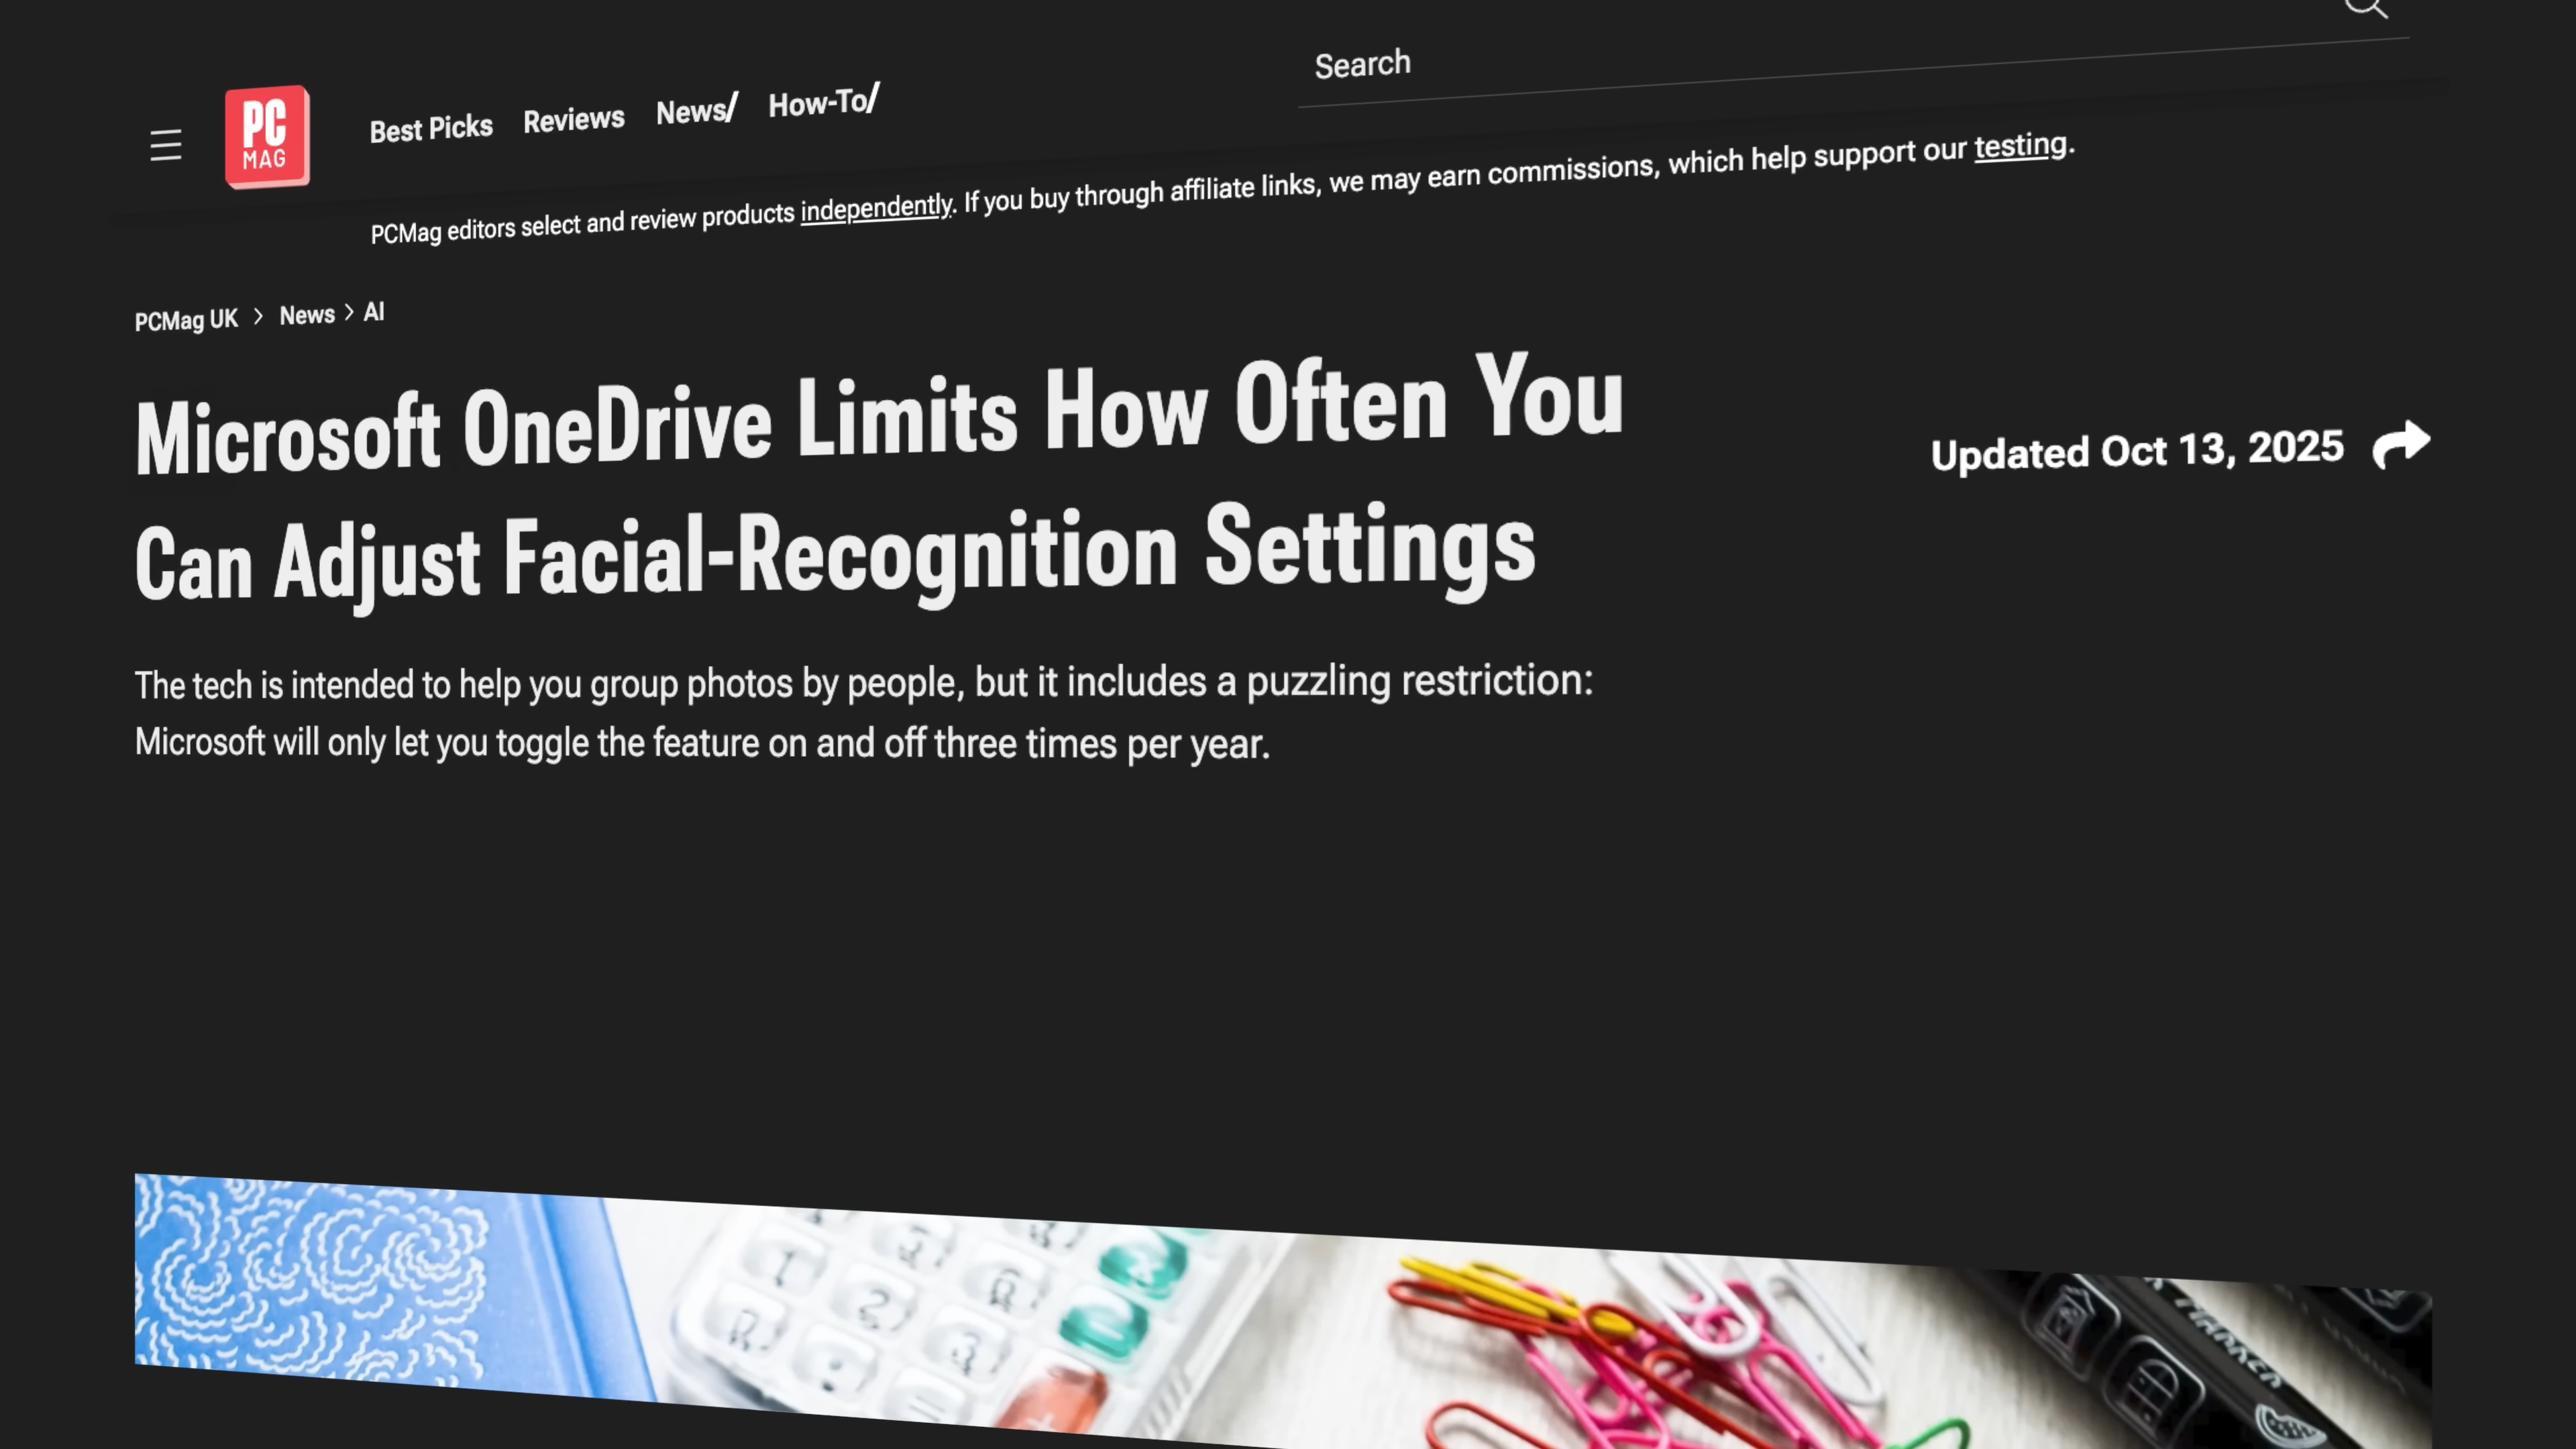 Search
PC
MAG
Best Picks Reviews News/ How-To/
PCMag editors select and review products independently. If you buy through affiliate links, we may earn commissions, which help support our testing.
PCMag UK > News > AI
Microsoft OneDrive Limits How Often You
Can Adjust Facial-Recognition Settings
Updated Oct 13, 2025
The tech is intended to help you group photos by people, but it includes a puzzling restriction:
Microsoft will only let you toggle the feature on and off three times per year.